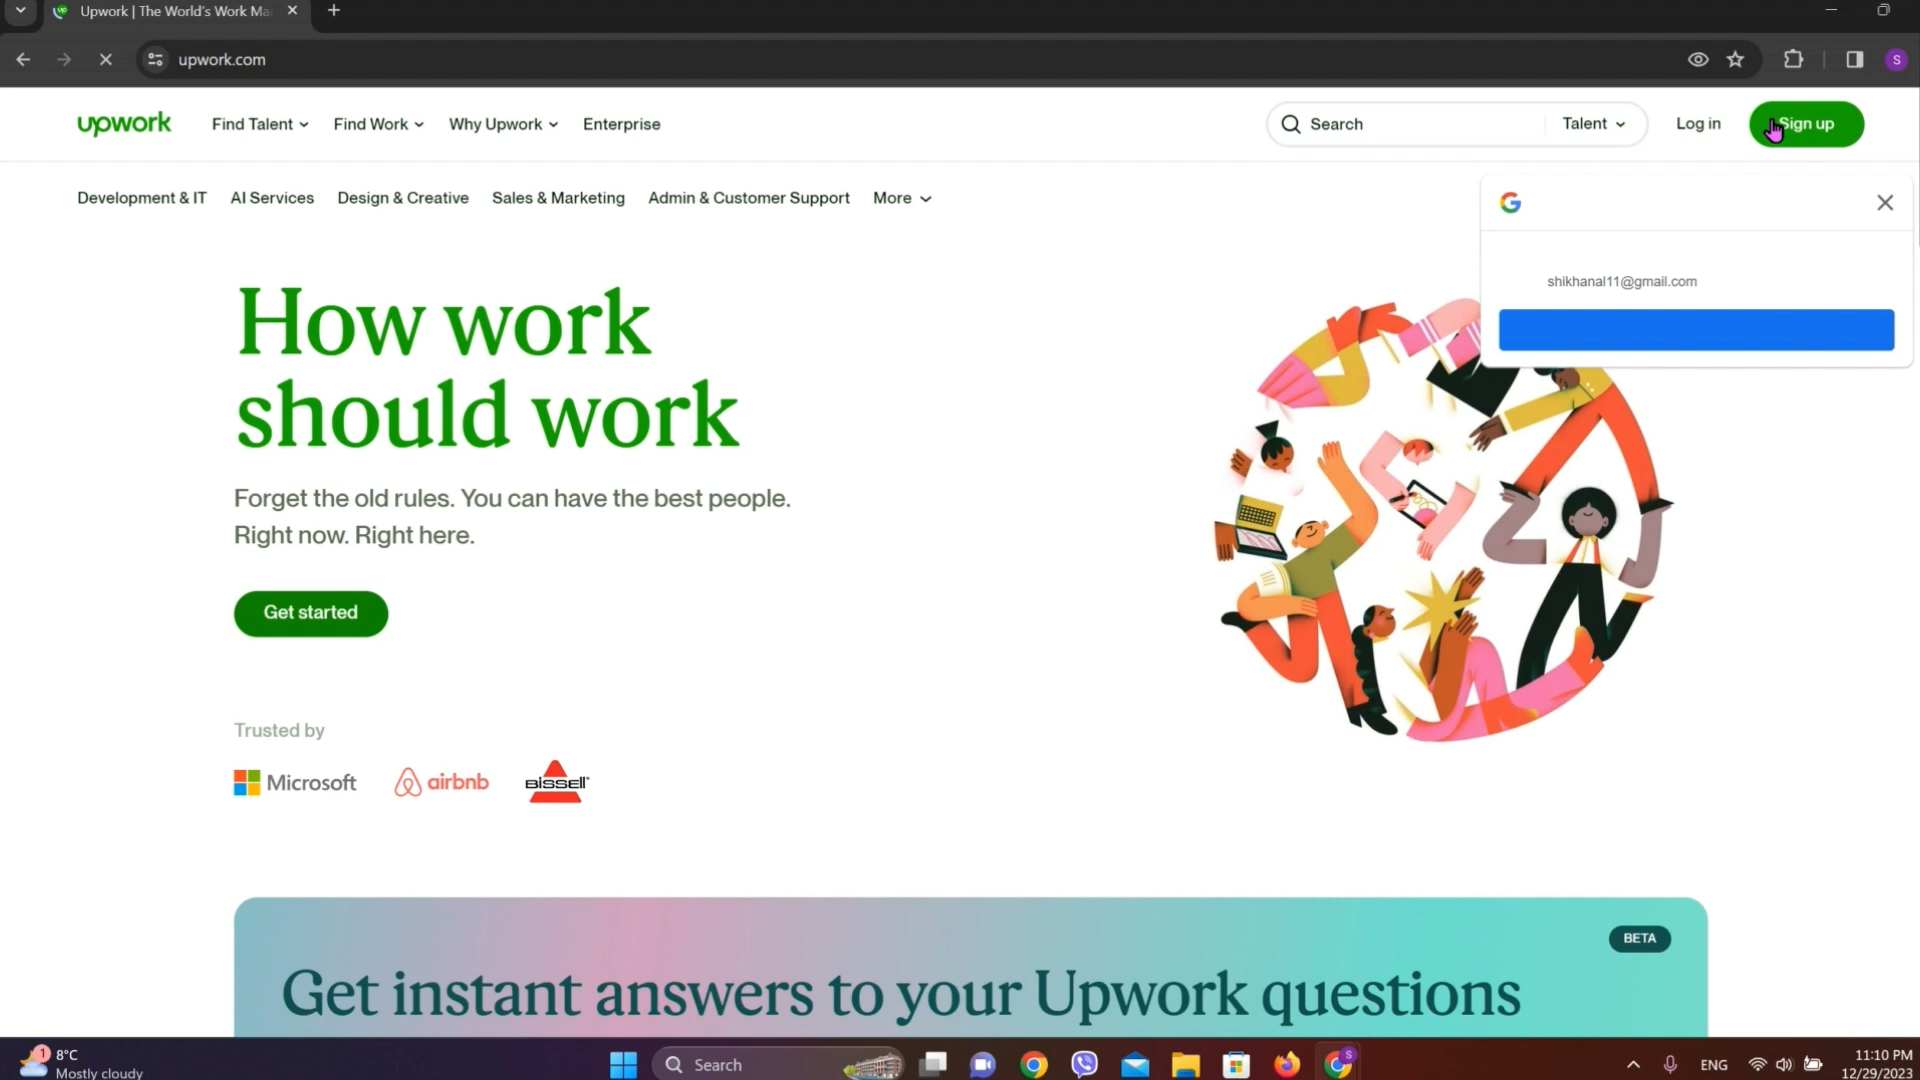 Upwork | The World's Work Ma
upwork.com
S
upwork
Find Talent
Find Work
Why Upwork
Enterprise
Search
Talent
Log in
Sign up
Development & IT
AI Services
Design & Creative
Sales & Marketing
Admin & Customer Support
More
shikhanal11@gmail.com
How work
should work
Forget the old rules. You can have the best people.
Right now. Right here.
Get started
Trusted by
Microsoft
airbnb
BISSELL
BETA
Get instant answers to your Upwork questions
1
8°C
Mostly cloudy
Search
S
ENG
11:10 PM
12/29/2023